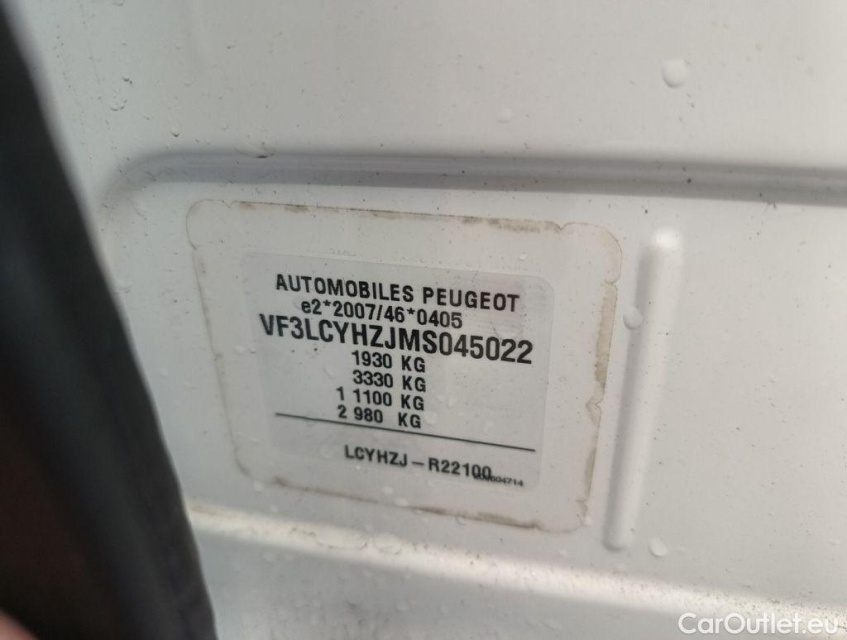 AUTOMOBILES PEUGEOT
e2*2007/46*0405
VF3LCYHZJMS045022
1930 KG
3330 KG
1 1100 KG
2 980 KG
LCYHZJ-R22100
CarOutlet.eu